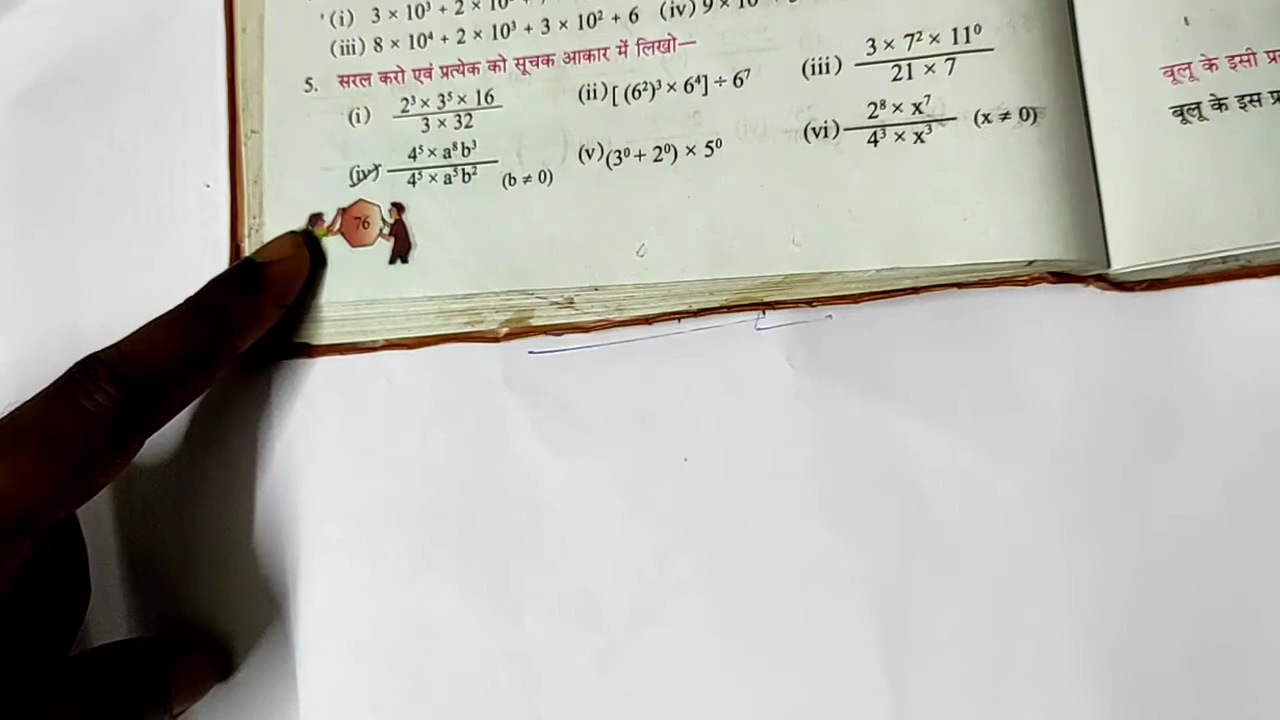 (i) 3 × 10³ + 2 × 10
(iii) 8 × 10⁴ + 2 × 10³ + 3 × 10² + 6 (iv) 9 × 10
5. सरल करो एवं प्रत्येक को सूचक आकार में लिखो—
(i) (2³ × 3⁵ × 16)/(3 × 32) (ii) [ (6²)³ × 6⁴] ÷ 6⁷ (iii) (3 × 7² × 11⁰)/(21 × 7)
(iv) (4⁵ × a⁸b³)/(4⁵ × a⁵b²) (b ≠ 0) (v) (3⁰ + 2⁰) × 5⁰ (vi) (2⁸ × x⁷)/(4³ × x³) (x ≠ 0)
76
बूलू के इसी
बूलू के इस